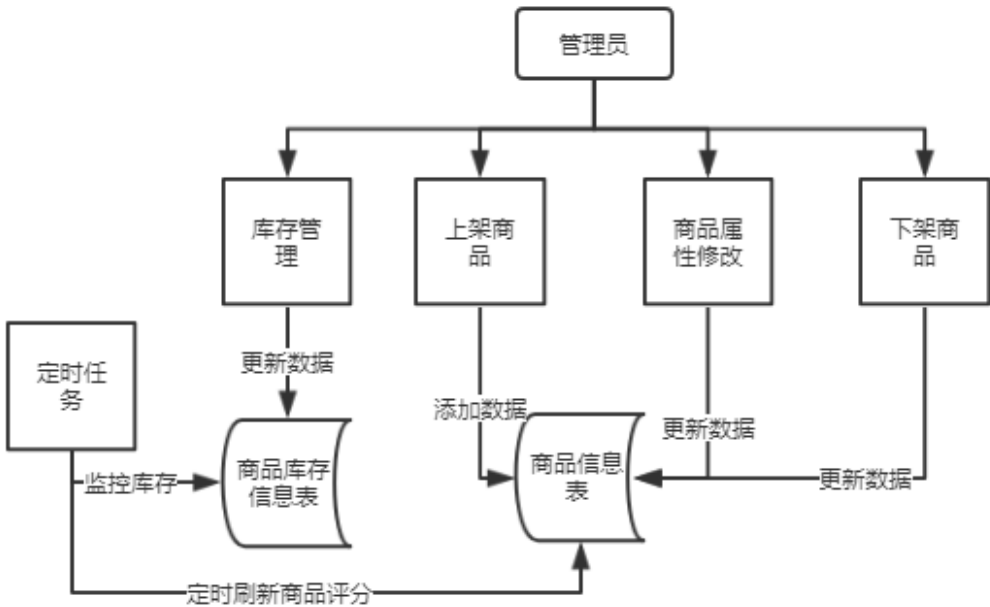 管理员
库存管
理
上架商
品
商品属
性修改
下架商
品
定时任
务
更新数据
添加数据
更新数据
更新数据
监控库存
商品库存
信息表
商品信息
表
定时刷新商品评分